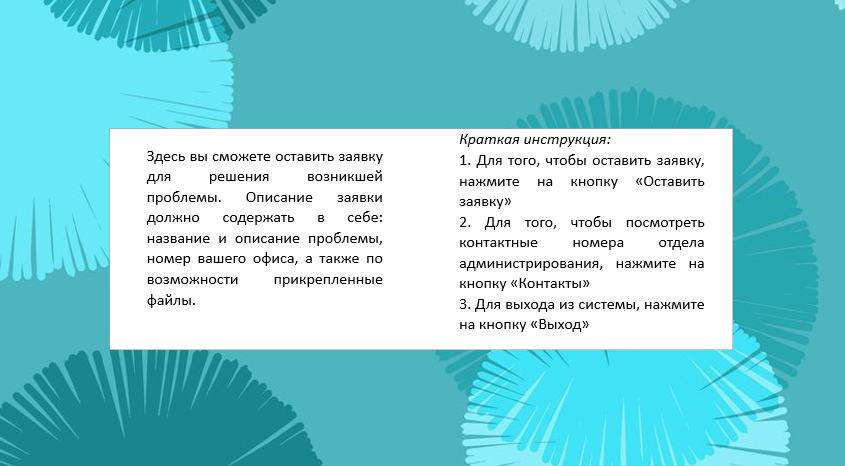 Здесь вы сможете оставить заявку
для решения возникшей
проблемы. Описание заявки
должно содержать в себе:
название и описание проблемы,
номер вашего офиса, а также по
возможности прикрепленные
файлы.
Краткая инструкция:
1. Для того, чтобы оставить заявку,
нажмите на кнопку «Оставить
заявку»
2. Для того, чтобы посмотреть
контактные номера отдела
администрирования, нажмите на
кнопку «Контакты»
3. Для выхода из системы, нажмите
на кнопку «Выход»